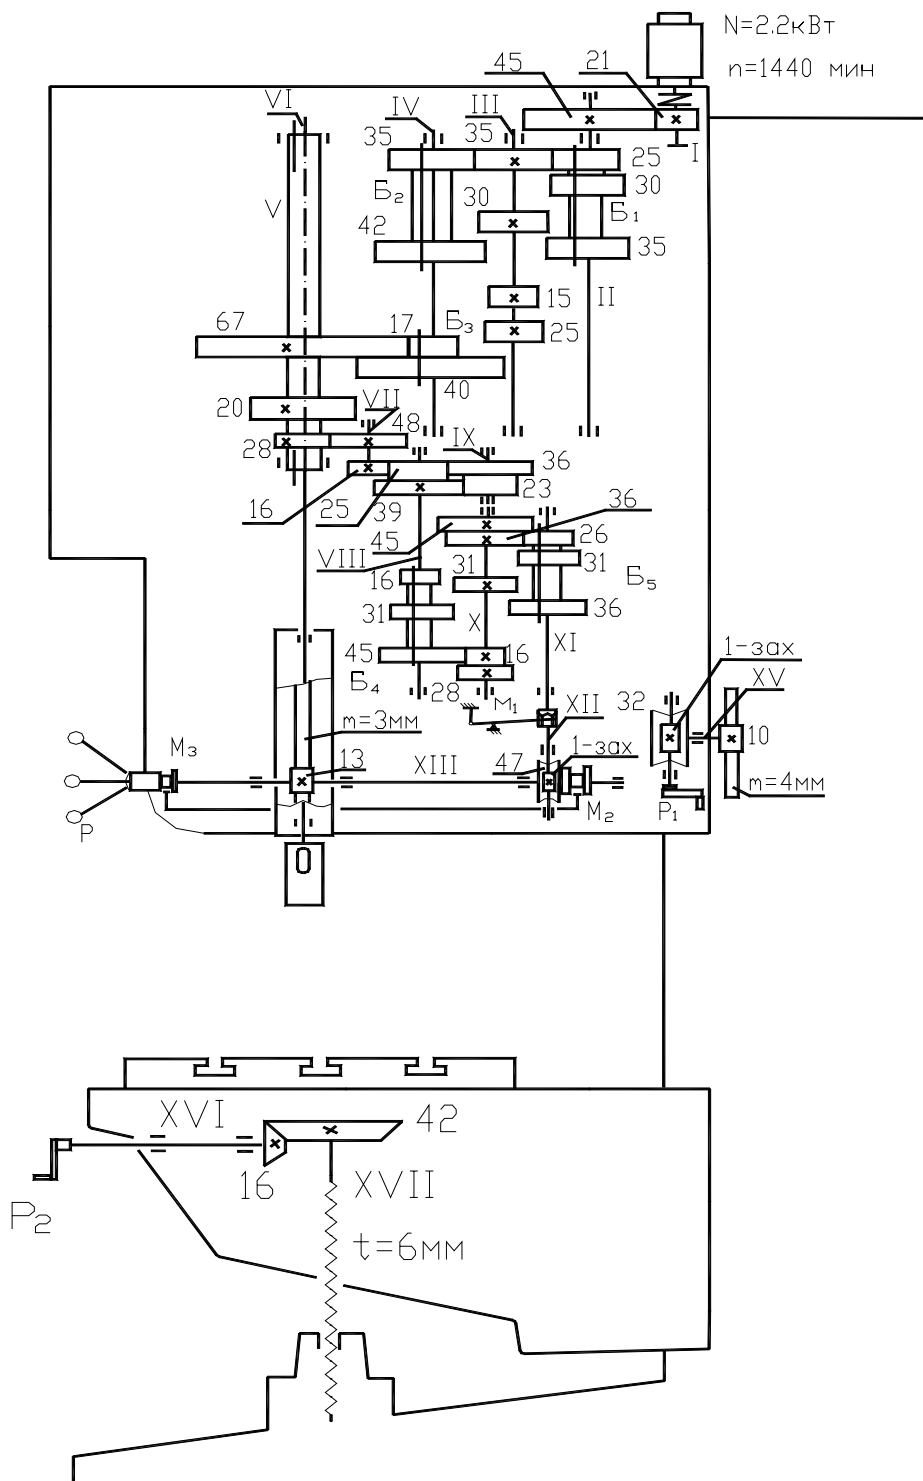 N=2.2кВт
n=1440 мин
45
21
VI
IV
III
I
35
35
25
Б2
30
30
Б1
V
42
35
II
15
67
17
Б3
25
40
20
VII
48
28
IX
36
16
25
39
23
36
45
26
VIII
31
31
16
Б5
31
36
X
XI
45
16
1-зах
Б4
28
М1
XII
32
XV
m=3мм
М3
1-зах
10
13
XIII
47
m=4мм
Р
М2
Р1
XVI
42
16
XVII
Р2
t=6мм